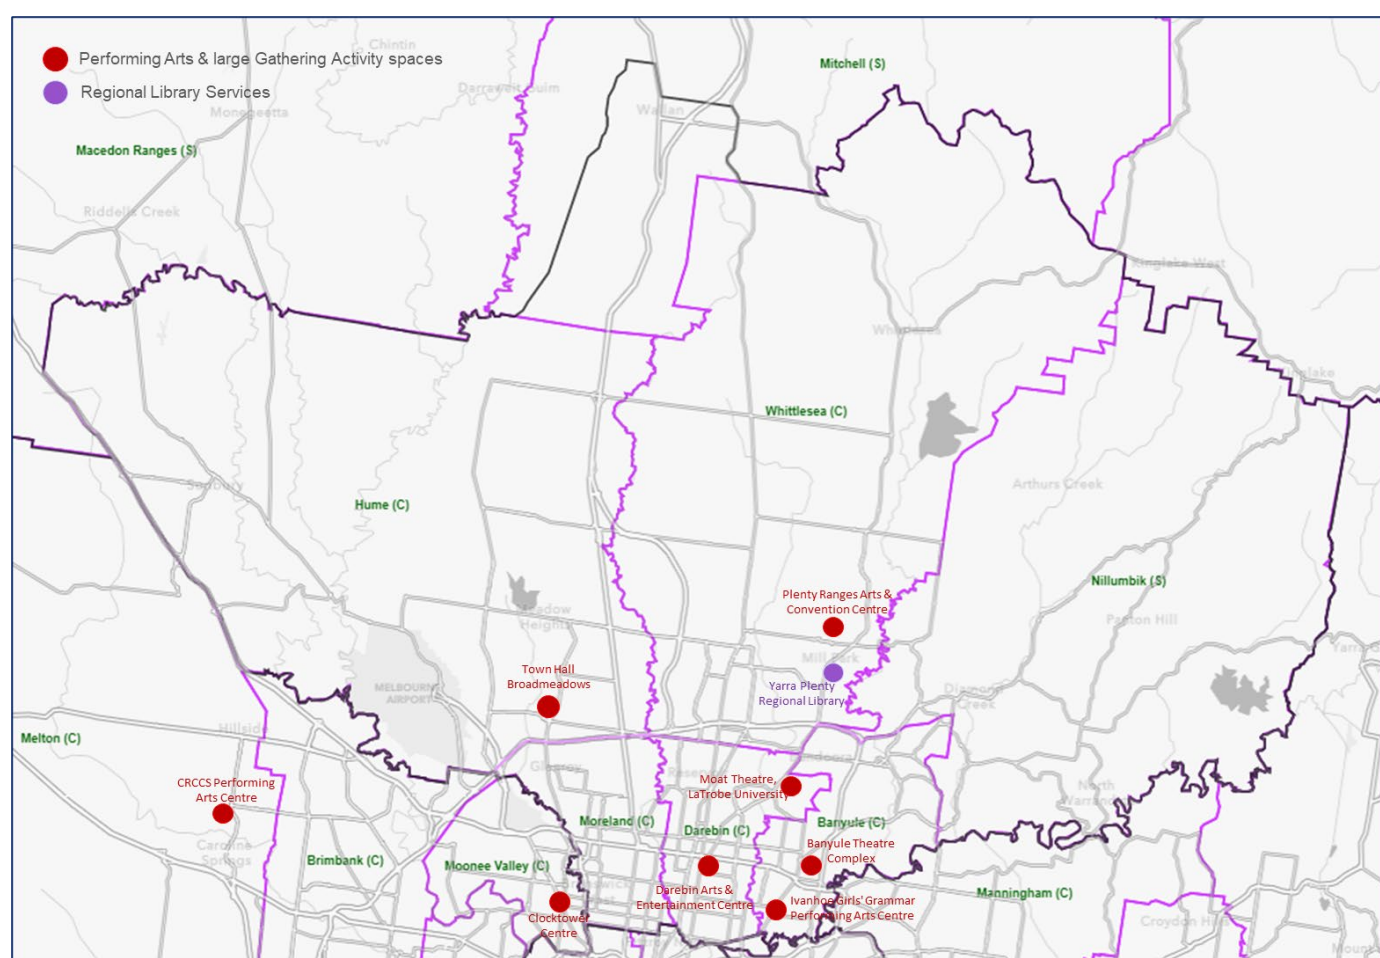 Performing Arts & large Gathering Activity spaces
Regional Library Services
Chintin
Mitchell (S)
Darraweit Guim
Monegeetta
Wallan
Macedon Ranges (S)
Riddells Creek
Kinglake West
Whittlesea
Kinglake
Whittlesea (C)
Sunbury
Arthurs Creek
Hume (C)
Nillumbik (S)
Plenty Ranges Arts &
Convention Centre
Meadow
Heights
Panton Hill
Mill Park
Town Hall
Broadmeadows
Yarra Plenty
Regional Library
MELBOURNE
AIRPORT
Diamond
Creek
Hillside
Melton (C)
Bundoora
Glenroy
CRCCS Performing
Arts Centre
Moat Theatre,
LaTrobe University
North
Moreland (C)
Darebin (C)
Banyule (C)
Caroline
Springs
Brimbank (C)
Moonee Valley (C)
Banyule Theatre
Complex
Manningham (C)
Darebin Arts &
Entertainment Centre
Ivanhoe Girls' Grammar
Performing Arts Centre
Clocktower
Centre
Croydon Hills